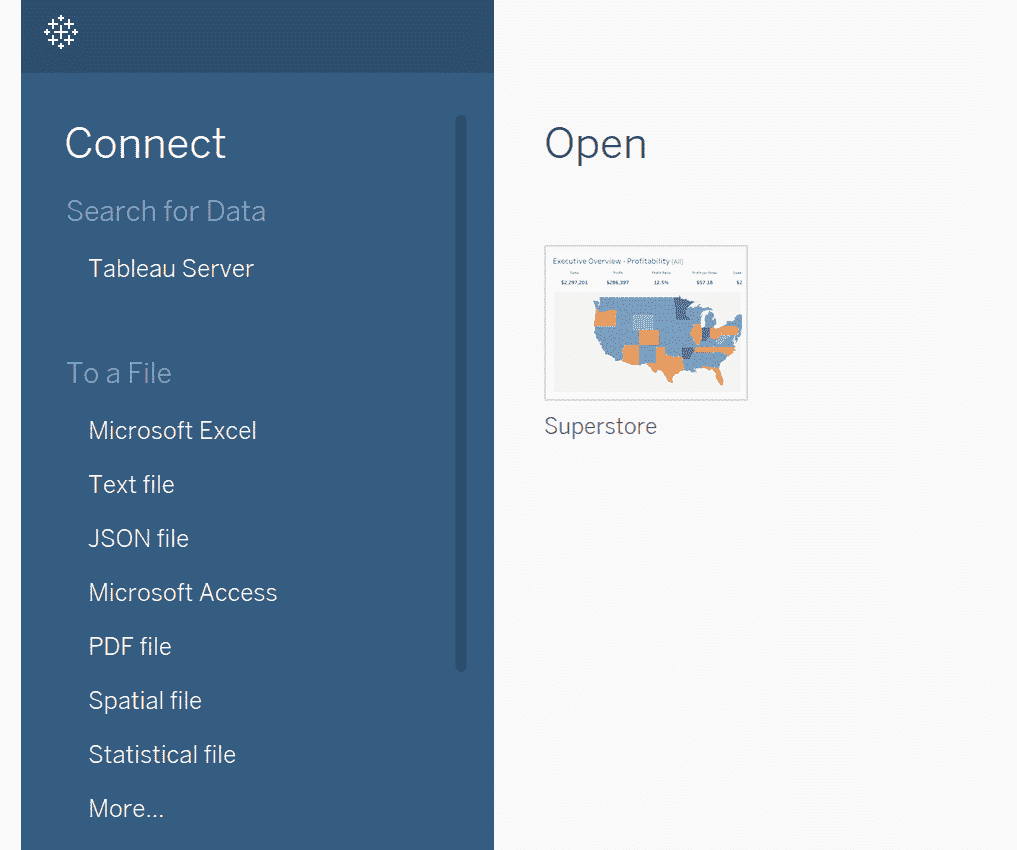 Connect
Search for Data
Tableau Server
To a File
Microsoft Excel
Text file
JSON file
Microsoft Access
PDF file
Spatial file
Statistical file
More...
Open
Executive Overview - Profitability (All)
Sales Profit Profit Ratio Profit per Order
$2,297,201 $286,397 12.5% $57.18 $2
Superstore